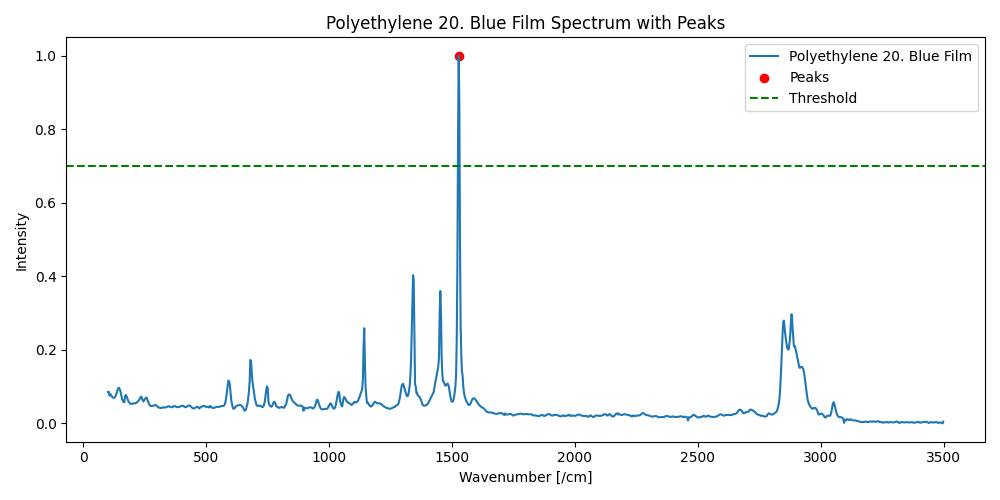 Polyethylene 20. Blue Film Spectrum with Peaks
Polyethylene 20. Blue Film
Peaks
Threshold
1.0
0.8
0.6
0.4
0.2
0.0
Intensity
0
500
1000
1500
2000
2500
3000
3500
Wavenumber [/cm]